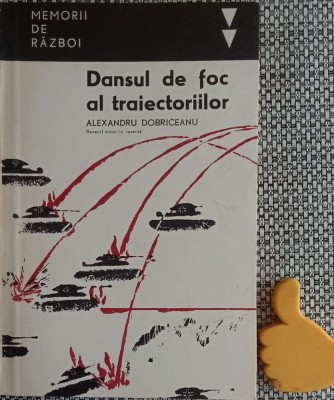 MEMORII
DE
RĂZBOI
Dansul de foc
al traiectoriilor
ALEXANDRU DOBRICEANU
General maior în rezervă